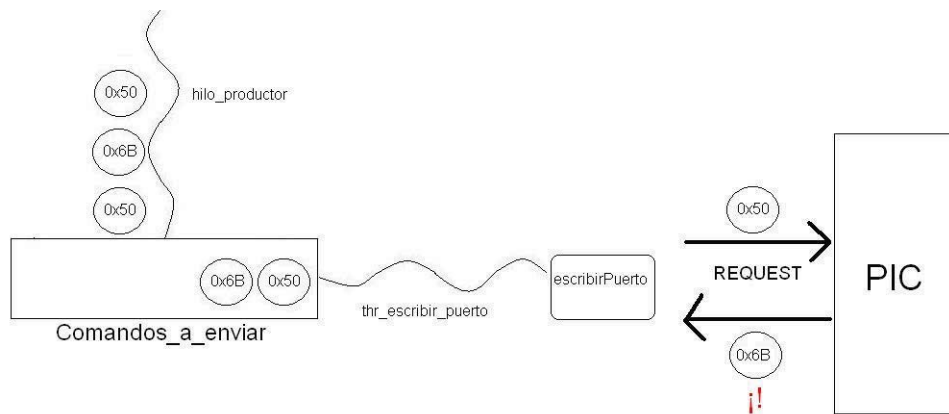 0x50
hilo_productor
0x6B
0x50
0x6B
0x50
Comandos_a_enviar
thr_escribir_puerto
escribirPuerto
0x50
REQUEST
0x6B
¡!
PIC